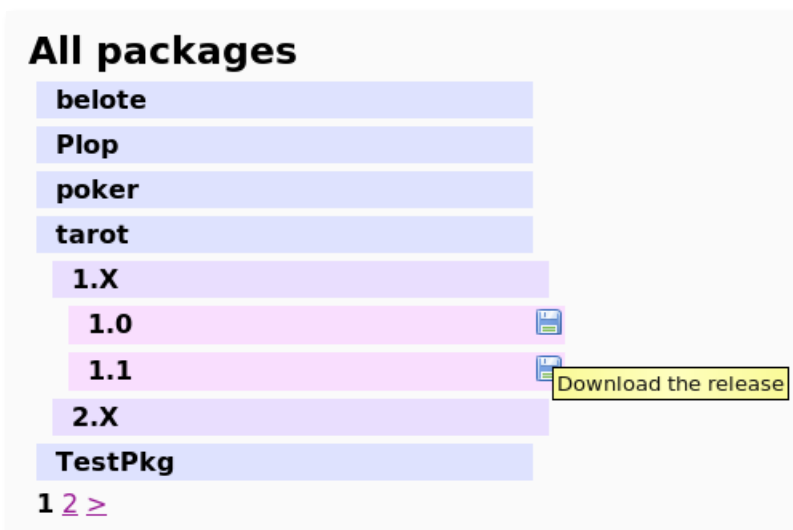 All packages
belote
Plop
poker
tarot
1.X
1.0
1.1
Download the release
2.X
TestPkg
1 2 >